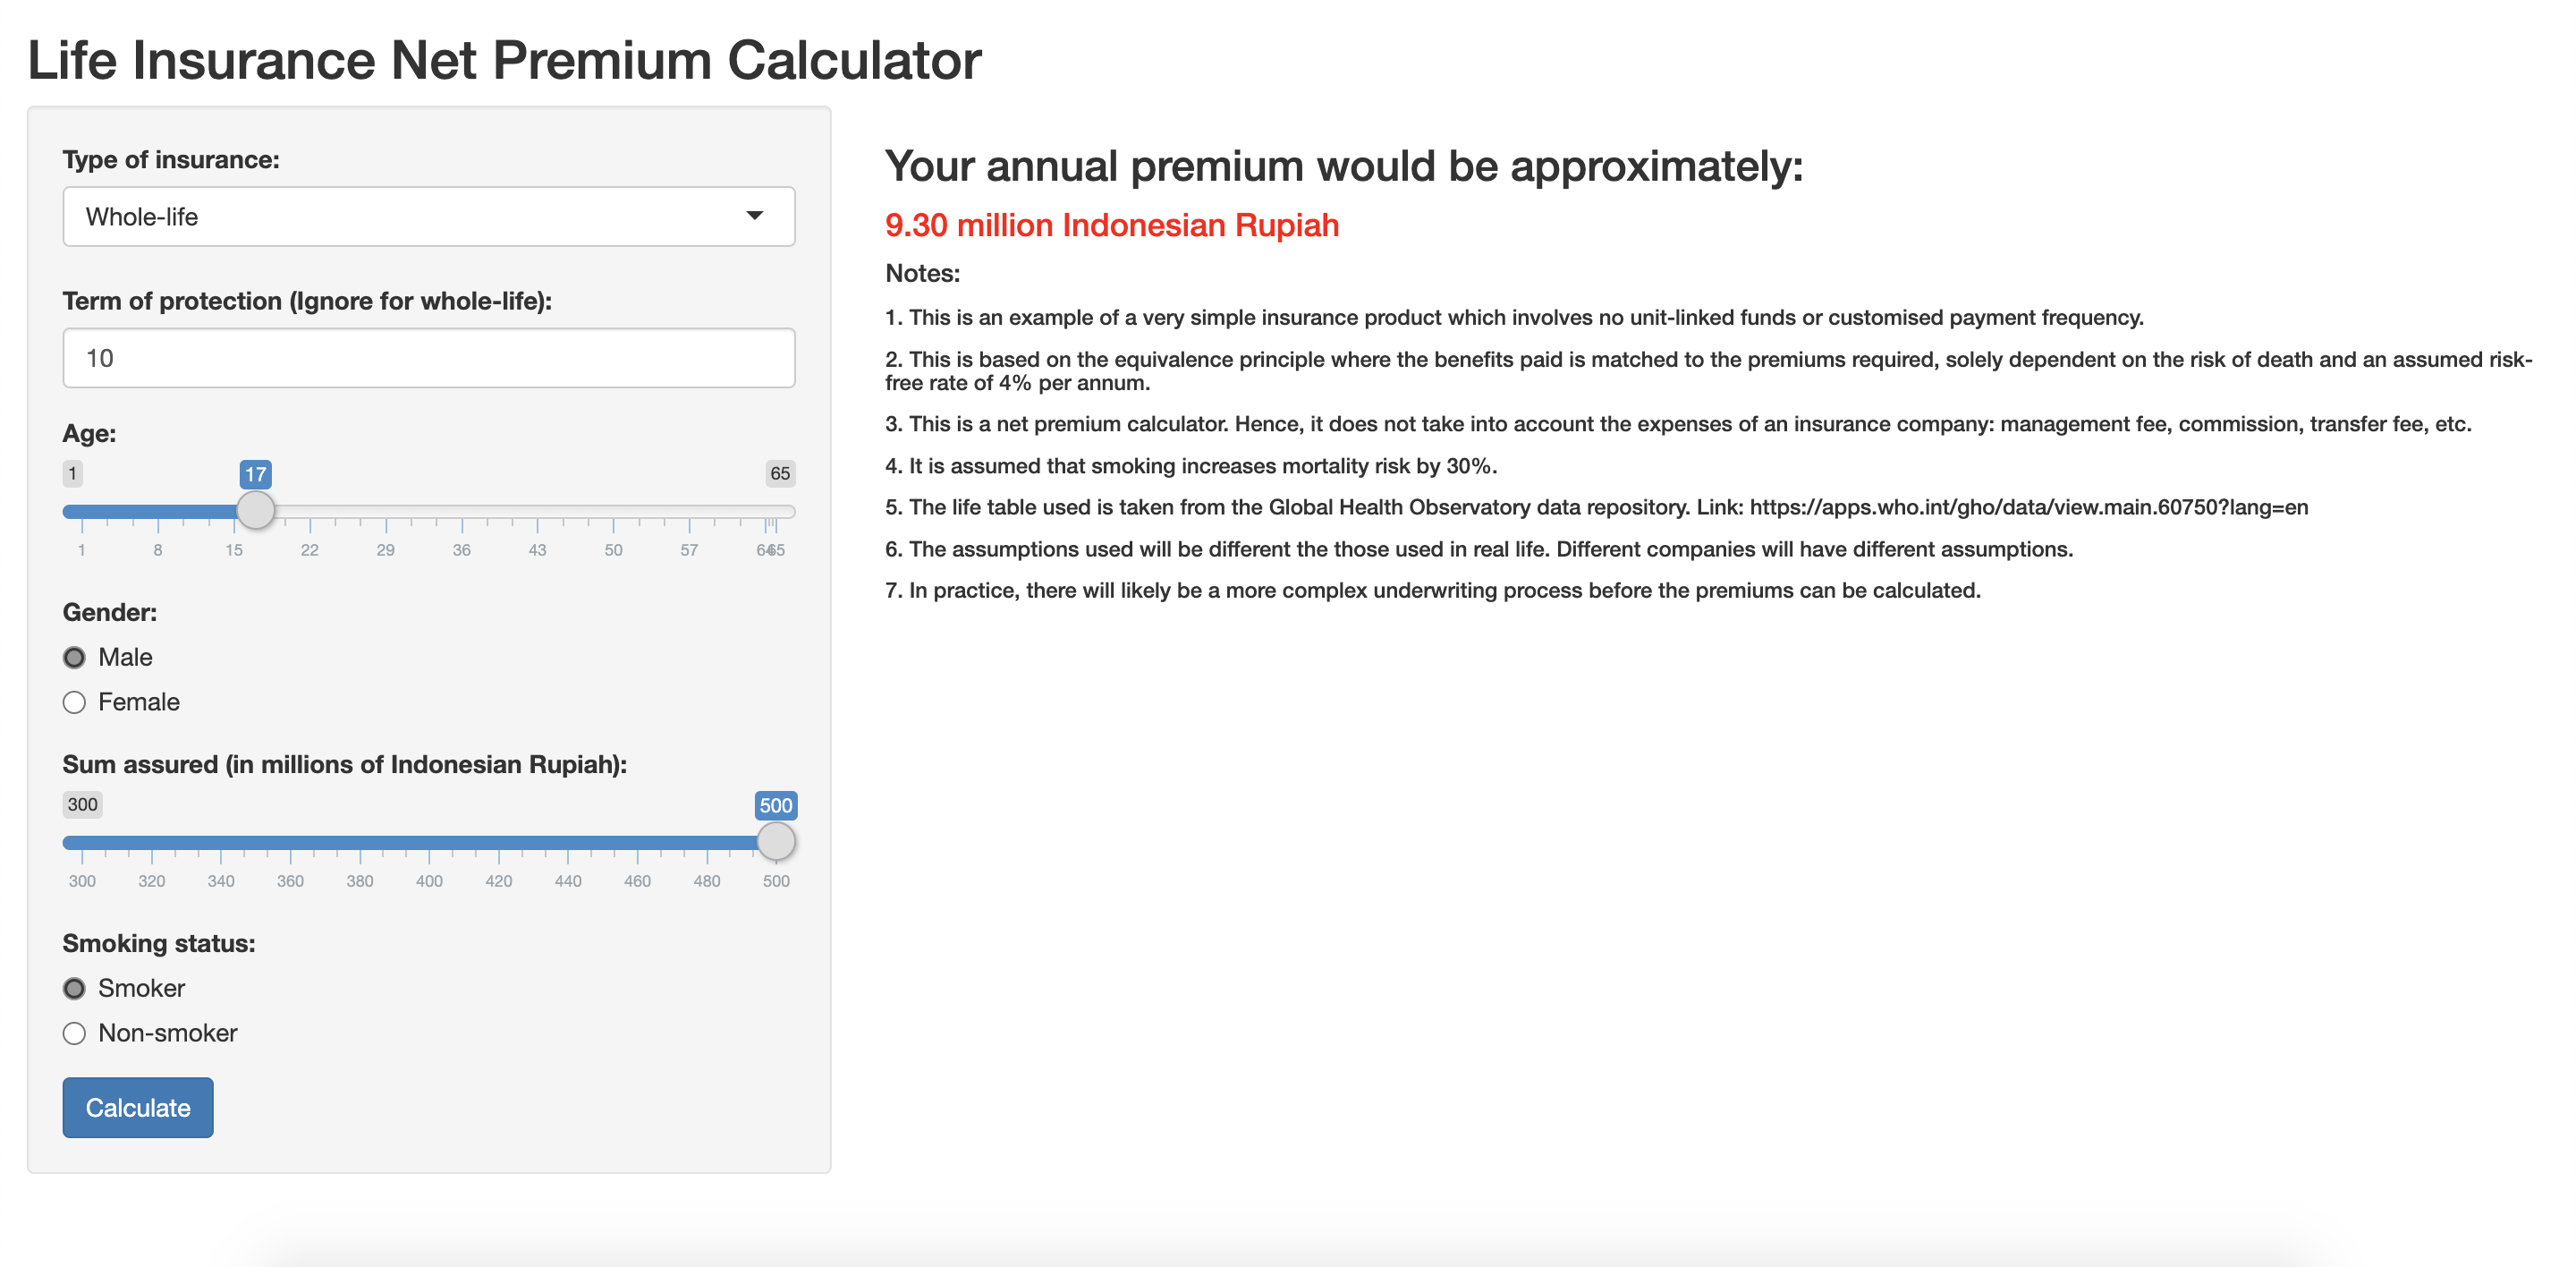 Life Insurance Net Premium Calculator
Type of insurance:
Whole-life
Term of protection (Ignore for whole-life):
10
Age:
1 17 65
1 8 15 22 29 36 43 50 57 64 65
Gender:
Male
Female
Sum assured (in millions of Indonesian Rupiah):
300 500
300 320 340 360 380 400 420 440 460 480 500
Smoking status:
Smoker
Non-smoker
Calculate
Your annual premium would be approximately:
9.30 million Indonesian Rupiah
Notes:
1. This is an example of a very simple insurance product which involves no unit-linked funds or customised payment frequency.
2. This is based on the equivalence principle where the benefits paid is matched to the premiums required, solely dependent on the risk of death and an assumed risk-
free rate of 4% per annum.
3. This is a net premium calculator. Hence, it does not take into account the expenses of an insurance company: management fee, commission, transfer fee, etc.
4. It is assumed that smoking increases mortality risk by 30%.
5. The life table used is taken from the Global Health Observatory data repository. Link: https://apps.who.int/gho/data/view.main.60750?lang=en
6. The assumptions used will be different the those used in real life. Different companies will have different assumptions.
7. In practice, there will likely be a more complex underwriting process before the premiums can be calculated.